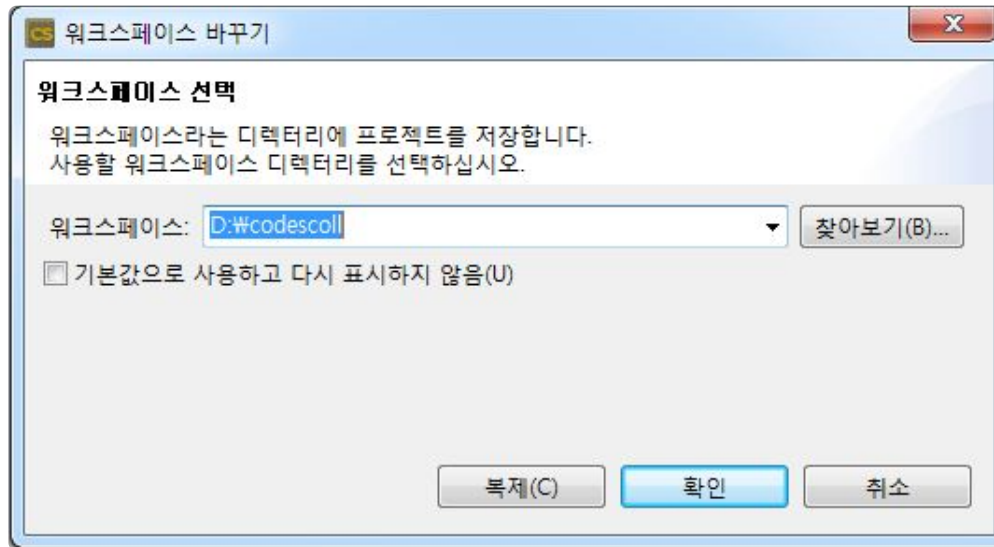 CS 워크스페이스 바꾸기
워크스페이스 선택
워크스페이스라는 디렉터리에 프로젝트를 저장합니다.
사용할 워크스페이스 디렉터리를 선택하십시오.
워크스페이스: D:₩codescoll 찾아보기(B)...
기본값으로 사용하고 다시 표시하지 않음(U)
복제(C) 확인 취소